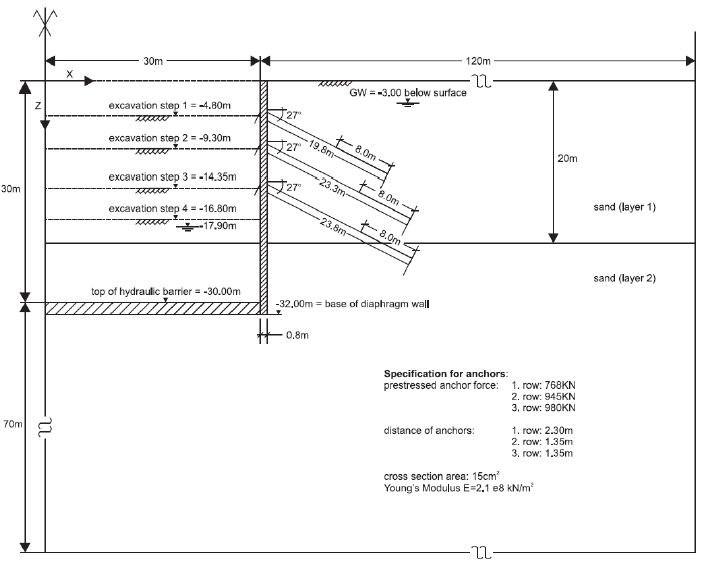 30m
120m
X
Z
GW = -3.00 below surface
excavation step 1 = -4.80m
27°
19.8m
8.0m
excavation step 2 = -9.30m
27°
23.3m
8.0m
20m
30m
excavation step 3 = -14.35m
27°
23.8m
8.0m
excavation step 4 = -16.80m
-17.90m
sand (layer 1)
sand (layer 2)
top of hydraulic barrier = -30.00m
-32,00m = base of diaphragm wall
0.8m
70m
Specification for anchors:
prestressed anchor force: 1. row: 768KN
2. row: 945KN
3, row: 980KN
distance of anchors: 1. row: 2.30m
2. row: 1.35m
3. row: 1.35m
cross section area: 15cm²
Young's Modulus E=2.1 e8 kN/m²